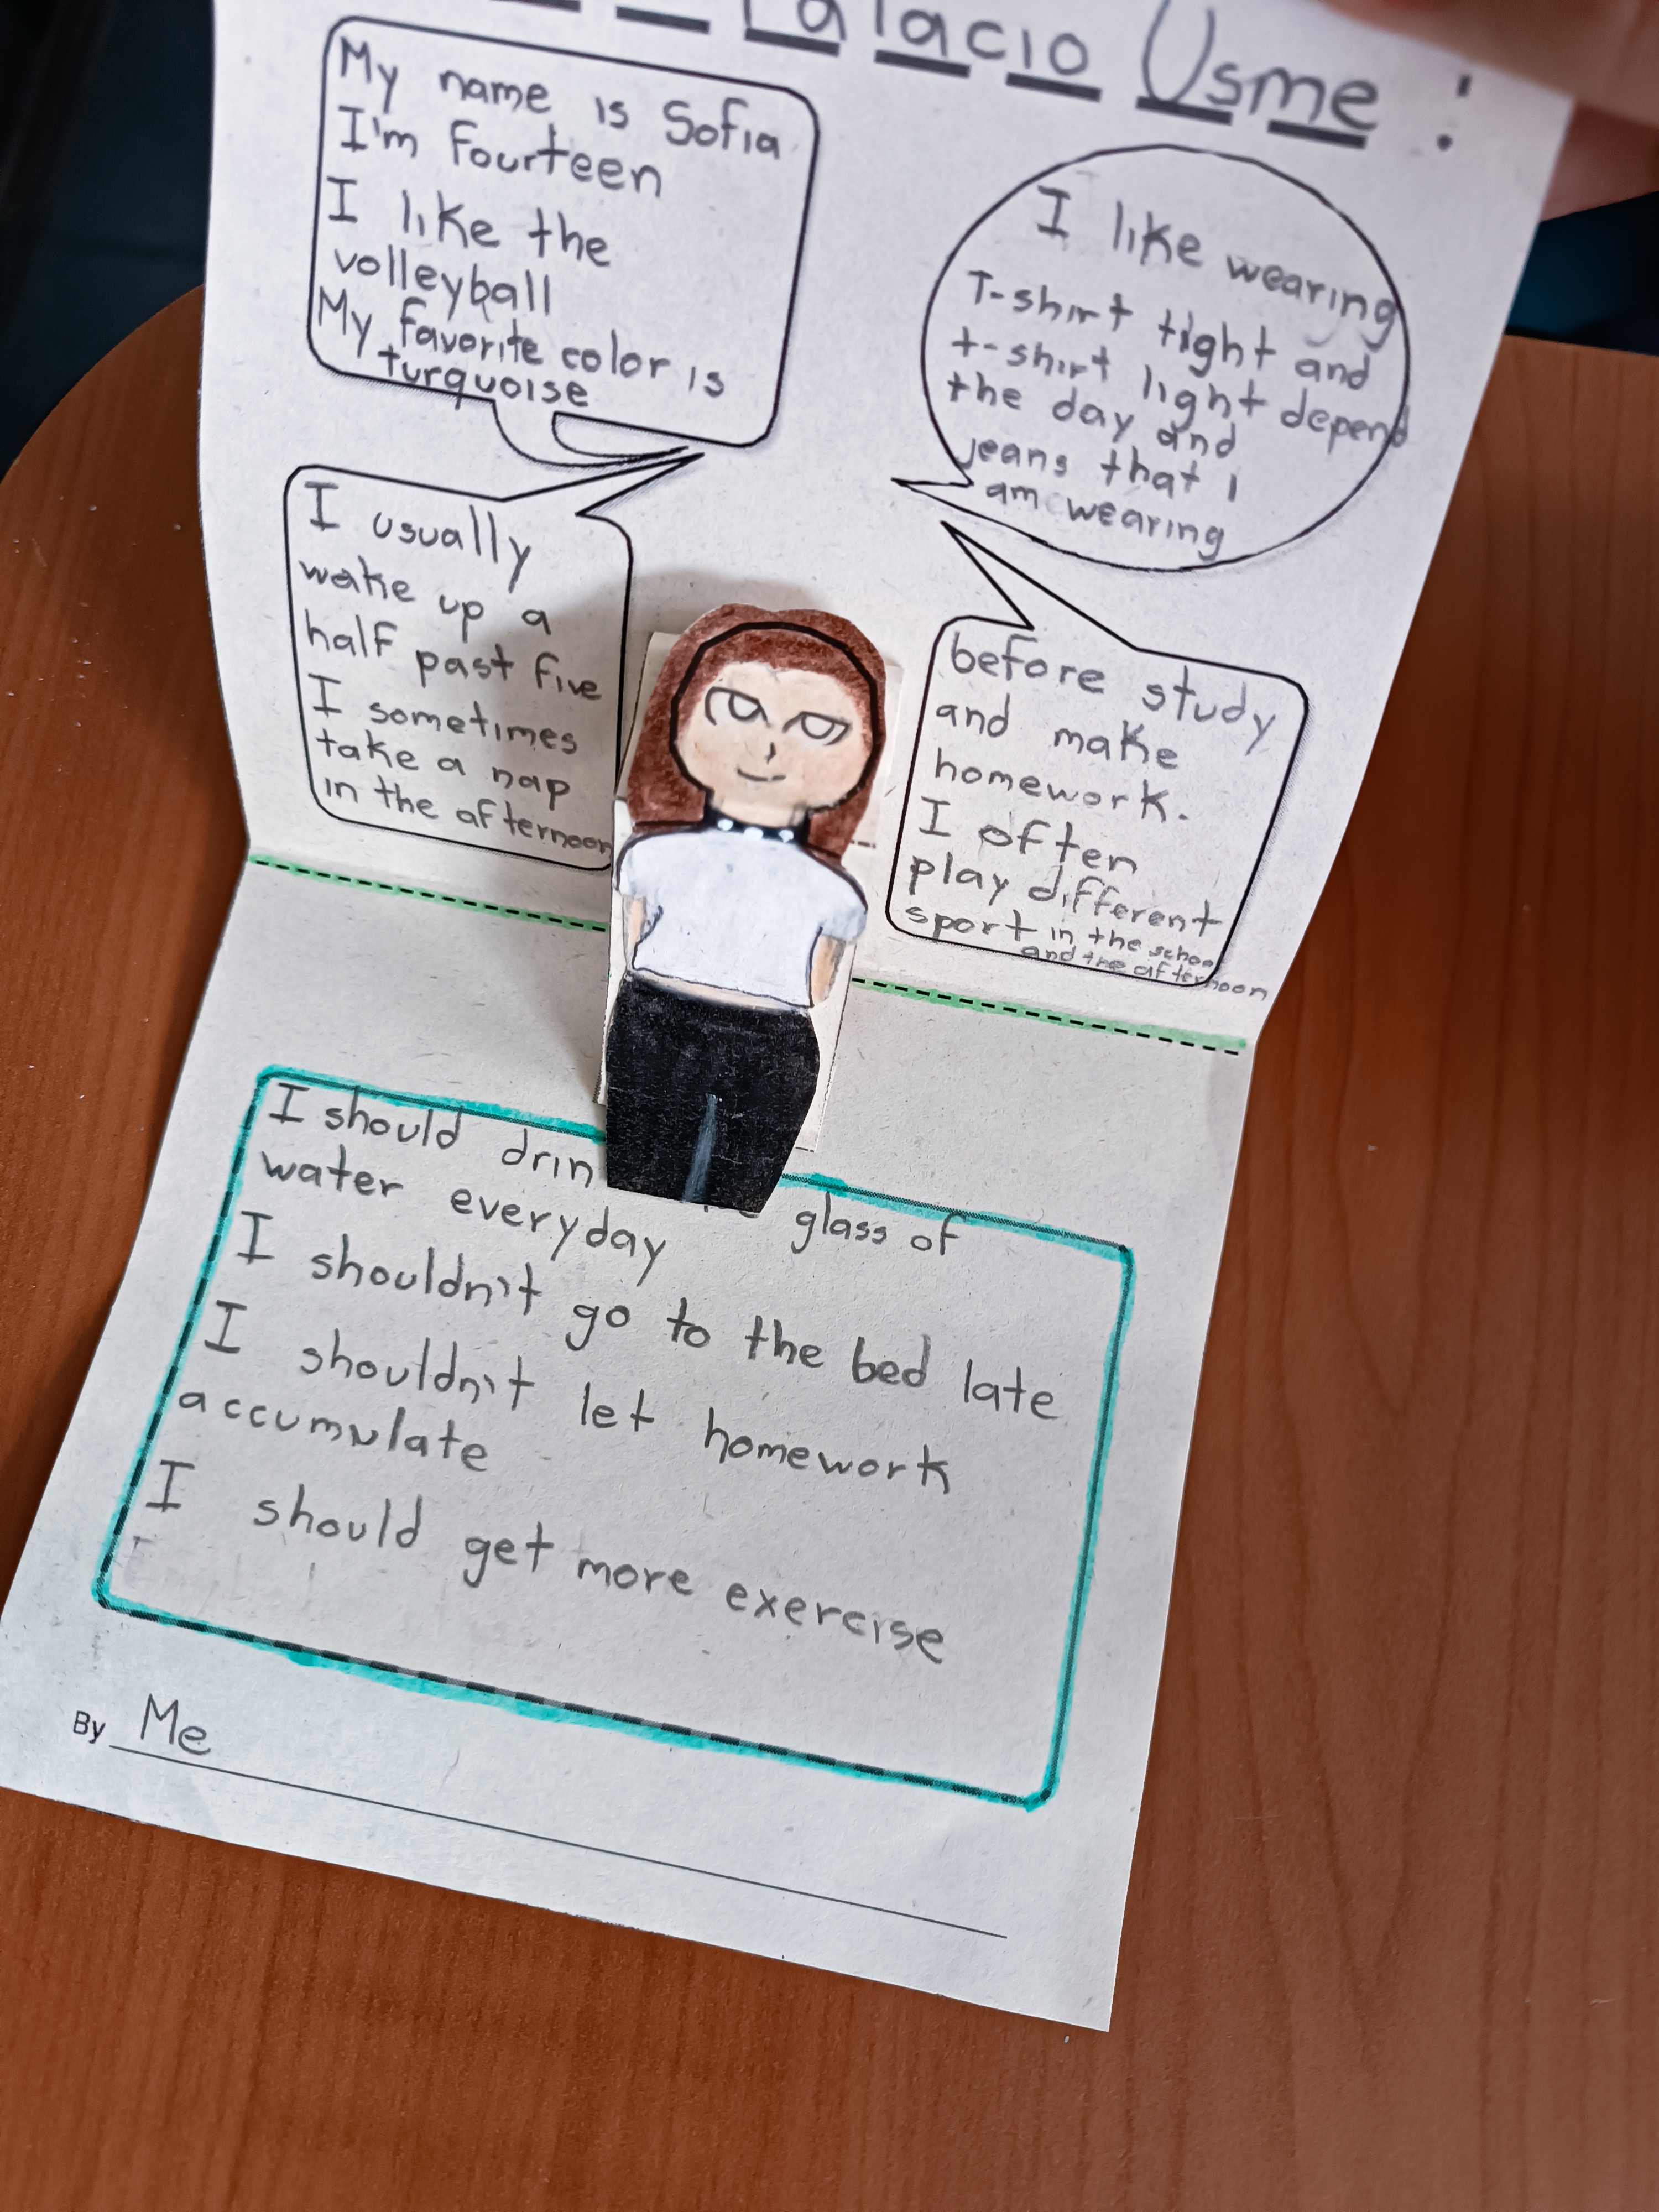 Palacio Usme :
My name is Sofia
I'm fourteen
I like the
volleyball
My favorite color is
turquoise
I like wearing
T-shirt tight and
t-shirt light depend
the day and
jeans that I
am wearing
I usually
wake up a
half past five
I sometimes
take a nap
in the afternoon
before study
and make
homework.
I often
play different
sport in the school
and the afternoon
I should drin glass of
water everyday
I shouldn't go to the bed late
I shouldn't let homework
accumulate
I should get more exercise
By Me